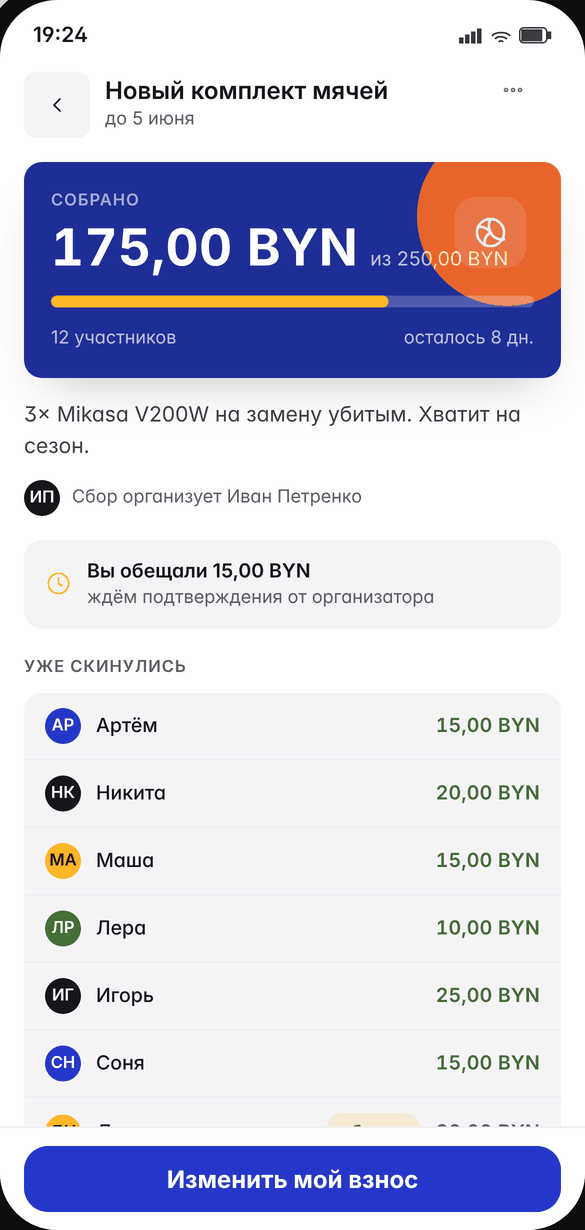 19:24
Новый комплект мячей
до 5 июня
СОБРАНО
175,00 BYN из 250,00 BYN
12 участников осталось 8 дн.
3× Mikasa V200W на замену убитым. Хватит на
сезон.
ИП Сбор организует Иван Петренко
Вы обещали 15,00 BYN
ждём подтверждения от организатора
УЖЕ СКИНУЛИСЬ
АР Артём 15,00 BYN
НК Никита 20,00 BYN
МА Маша 15,00 BYN
ЛР Лера 10,00 BYN
ИГ Игорь 25,00 BYN
СН Соня 15,00 BYN
Изменить мой взнос